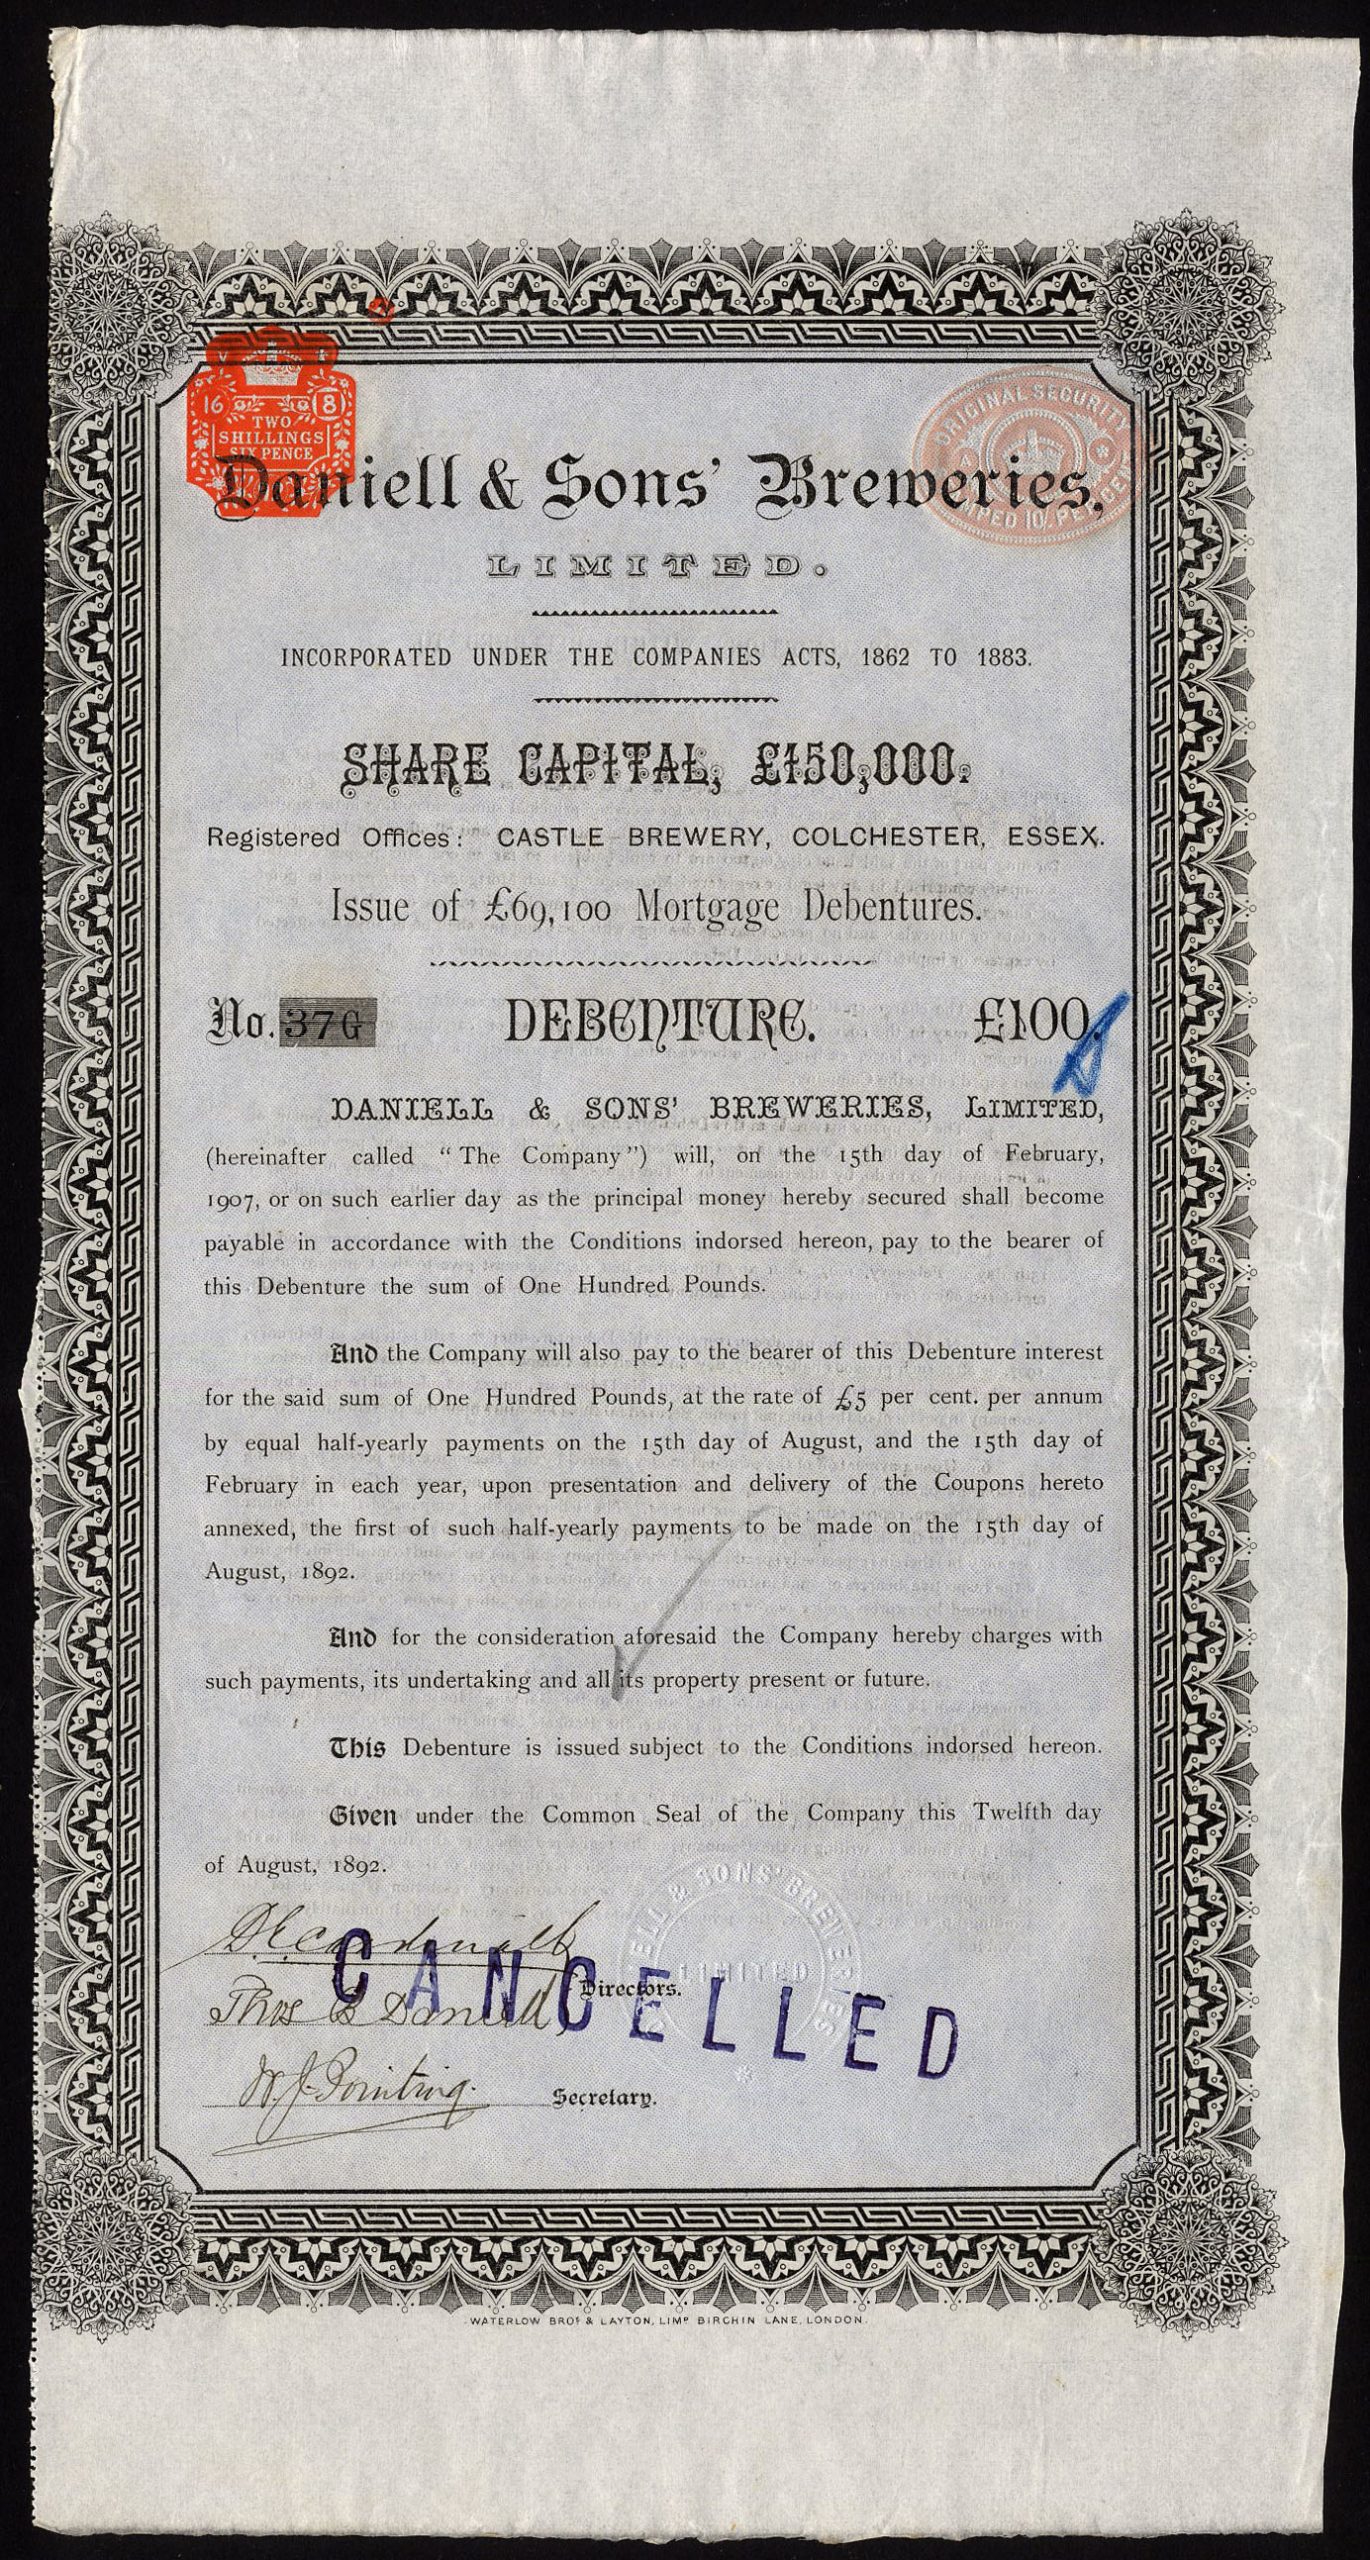 16 8
TWO
SHILLINGS
SIX PENCE
ORIGINAL SECURITY
STAMPED 10/. PER CENT
Daniell & Sons' Breweries,
LIMITED.
INCORPORATED UNDER THE COMPANIES ACTS, 1862 TO 1883.
SHARE CAPITAL, £150,000.
Registered Offices: CASTLE BREWERY, COLCHESTER, ESSEX.
Issue of £69,100 Mortgage Debentures.
No. 37G DEBENTURE. £100.
DANIELL & SONS' BREWERIES, LIMITED,
(hereinafter called "The Company") will, on the 15th day of February,
1907, or on such earlier day as the principal money hereby secured shall become
payable in accordance with the Conditions indorsed hereon, pay to the bearer of
this Debenture the sum of One Hundred Pounds.
And the Company will also pay to the bearer of this Debenture interest
for the said sum of One Hundred Pounds, at the rate of £5 per cent. per annum
by equal half-yearly payments on the 15th day of August, and the 15th day of
February in each year, upon presentation and delivery of the Coupons hereto
annexed, the first of such half-yearly payments to be made on the 15th day of
August, 1892.
And for the consideration aforesaid the Company hereby charges with
such payments, its undertaking and all its property present or future.
This Debenture is issued subject to the Conditions indorsed hereon.
Given under the Common Seal of the Company this Twelfth day
of August, 1892.
DANIELL & SONS' BREWERIES
LIMITED
Directors.
Thos Daniell
CANCELLED
W. J. Pointing. Secretary.
WATERLOW BROS & LAYTON, LIMD BIRCHIN LANE, LONDON.